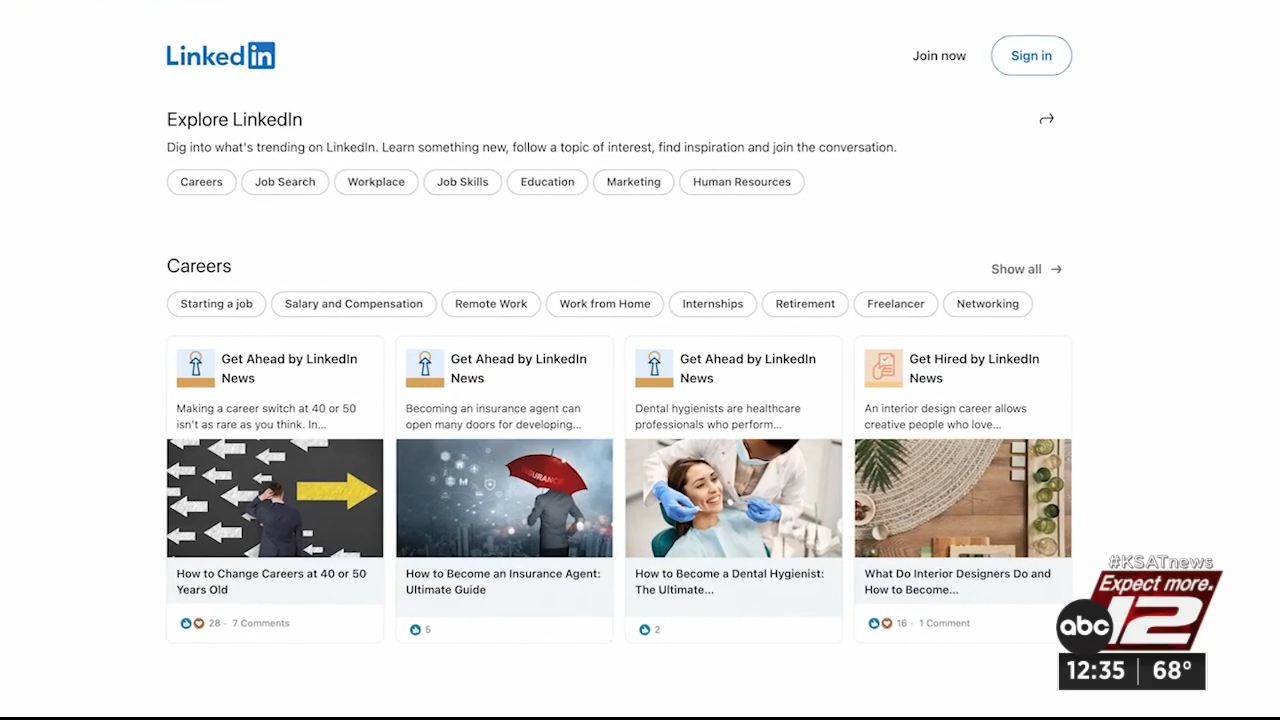 Linked in
Join now
Sign in
Explore LinkedIn
Dig into what's trending on LinkedIn. Learn something new, follow a topic of interest, find inspiration and join the conversation.
Careers
Job Search
Workplace
Job Skills
Education
Marketing
Human Resources
Careers
Show all
Starting a job
Salary and Compensation
Remote Work
Work from Home
Internships
Retirement
Freelancer
Networking
Get Ahead by LinkedIn
News
Making a career switch at 40 or 50
isn't as rare as you think. In...
How to Change Careers at 40 or 50
Years Old
28 · 7 Comments
Get Ahead by LinkedIn
News
Becoming an insurance agent can
open many doors for developing...
INSURANCE
How to Become an Insurance Agent:
Ultimate Guide
5
Get Ahead by LinkedIn
News
Dental hygienists are healthcare
professionals who perform...
How to Become a Dental Hygienist:
The Ultimate...
2
Get Hired by LinkedIn
News
An interior design career allows
creative people who love...
What Do Interior Designers Do and
How to Become...
16 · 1 Comment
#KSATnews
Expect more.
abc 12
12:35 68°